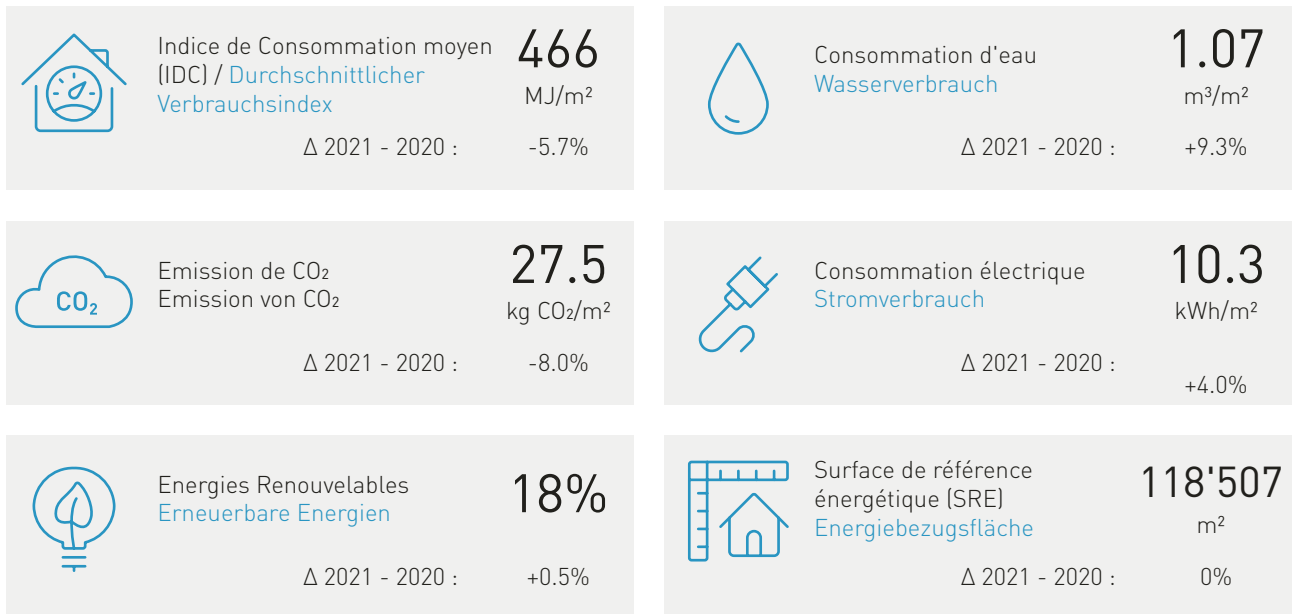 Indice de Consommation moyen
(IDC) / Durchschnittlicher
Verbrauchsindex
466
MJ/m²
Δ 2021 - 2020 : -5.7%
Consommation d'eau
Wasserverbrauch
1.07
m³/m²
Δ 2021 - 2020 : +9.3%
CO₂
Emission de CO₂
Emission von CO₂
27.5
kg CO₂/m²
Δ 2021 - 2020 : -8.0%
Consommation électrique
Stromverbrauch
10.3
kWh/m²
Δ 2021 - 2020 :
+4.0%
Energies Renouvelables
Erneuerbare Energien
18%
Δ 2021 - 2020 : +0.5%
Surface de référence
énergétique (SRE)
Energiebezugsfläche
118'507
m²
Δ 2021 - 2020 : 0%